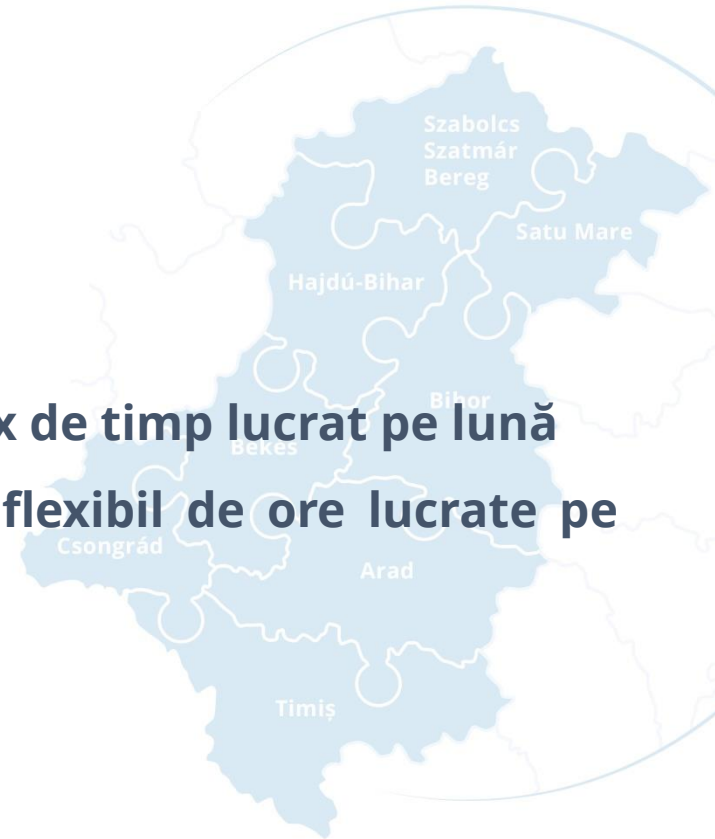 Szabolcs
Szatmár
Bereg
Satu Mare
Hajdú-Bihar
Bihor
x de timp lucrat pe lună
Békés
flexibil de ore lucrate pe
Csongrád
Arad
Timiș